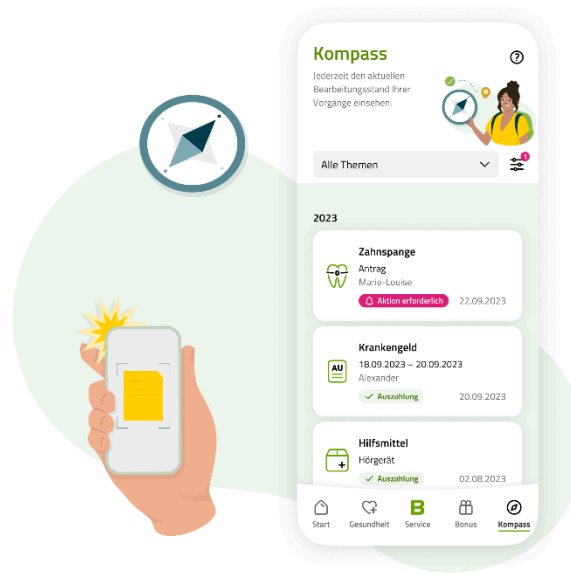 Kompass
Jederzeit den aktuellen
Bearbeitungsstand Ihrer
Vorgänge einsehen.
Alle Themen
1
2023
Zahnspange
Antrag
Marie-Louise
Aktion erforderlich 22.09.2023
Krankengeld
AU
18.09.2023 – 20.09.2023
Alexander
Auszahlung 20.09.2023
Hilfsmittel
Hörgerät
Auszahlung 02.08.2023
B
Start Gesundheit Service Bonus Kompass